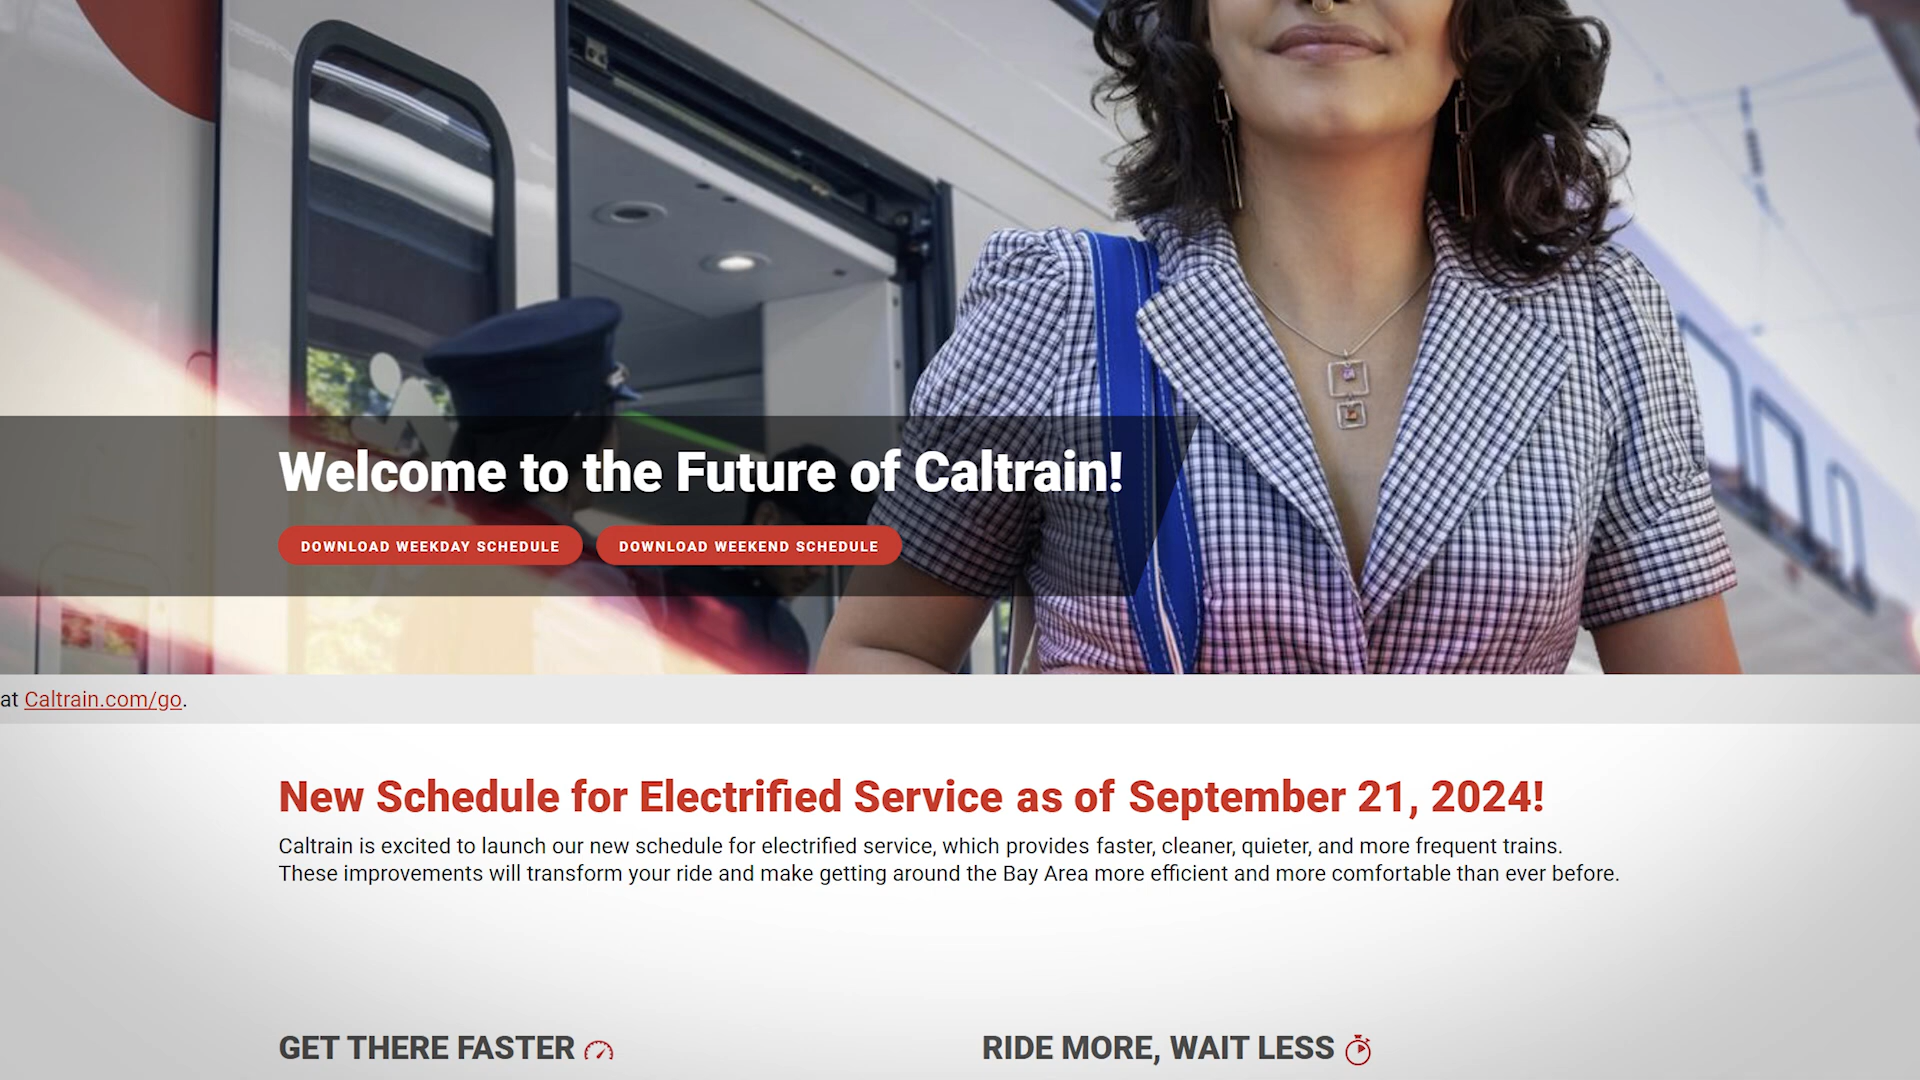 Welcome to the Future of Caltrain!
DOWNLOAD WEEKDAY SCHEDULE
DOWNLOAD WEEKEND SCHEDULE
at Caltrain.com/go.
New Schedule for Electrified Service as of September 21, 2024!
Caltrain is excited to launch our new schedule for electrified service, which provides faster, cleaner, quieter, and more frequent trains.
These improvements will transform your ride and make getting around the Bay Area more efficient and more comfortable than ever before.
GET THERE FASTER
RIDE MORE, WAIT LESS